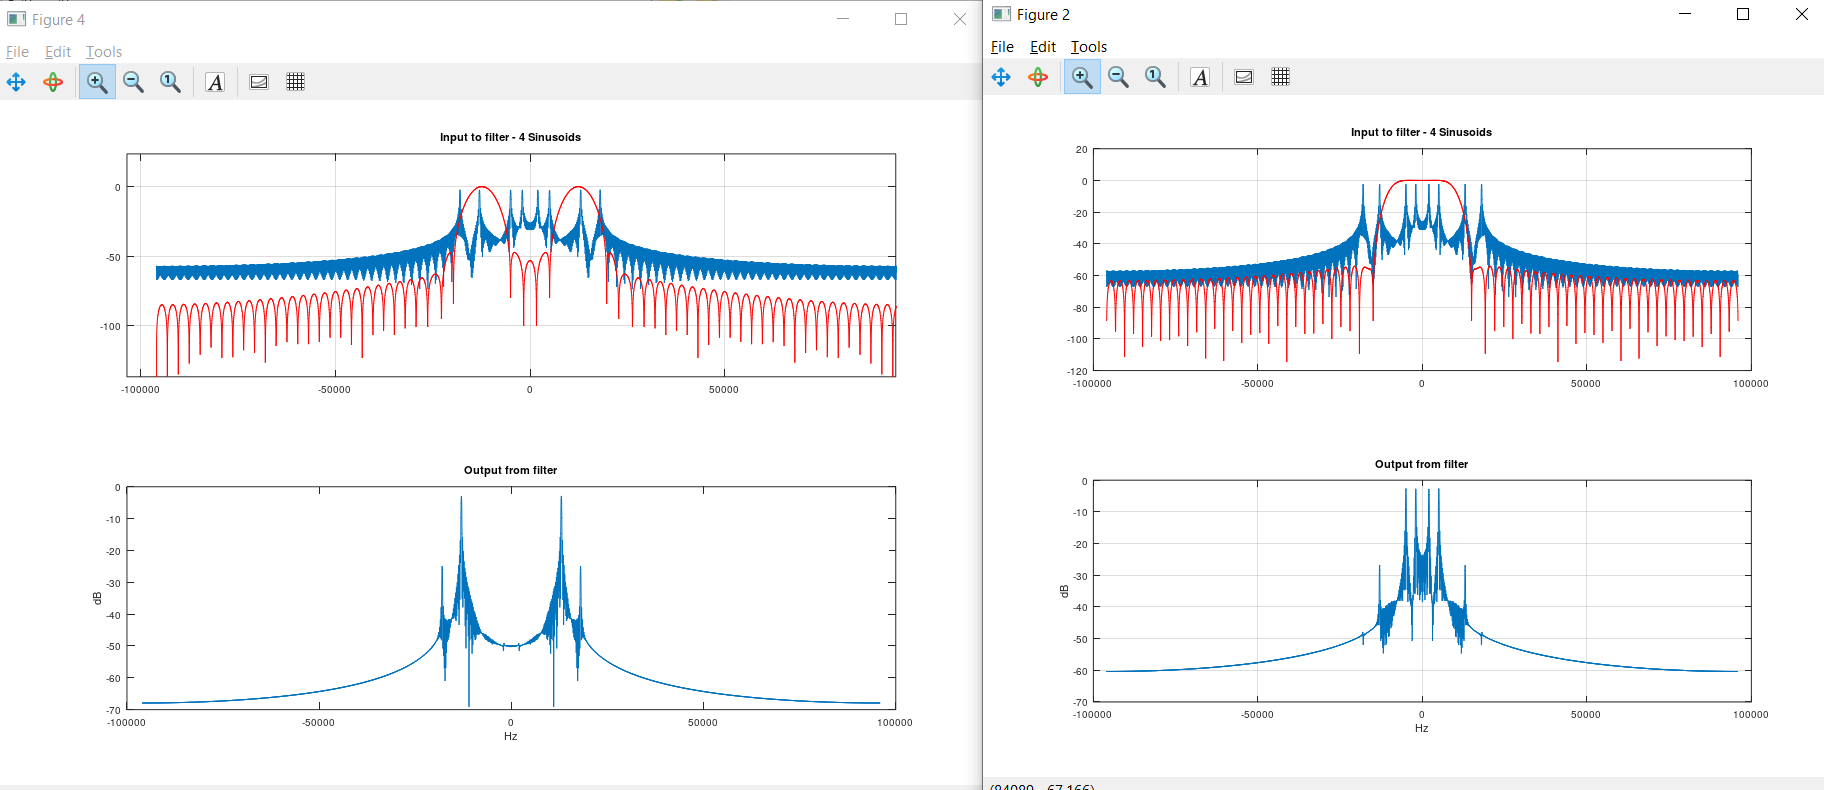 Figure 4
File Edit Tools
A
Input to filter - 4 Sinusoids
0
-50
-100
-100000 -50000 0 50000
Output from filter
0
-10
-20
-30
-40
-50
-60
-70
dB
-100000 -50000 0 50000 100000
Hz
Figure 2
File Edit Tools
A
Input to filter - 4 Sinusoids
20
0
-20
-40
-60
-80
-100
-120
-100000 -50000 0 50000 100000
Output from filter
0
-10
-20
-30
-40
-50
-60
-70
dB
-100000 -50000 0 50000 100000
Hz